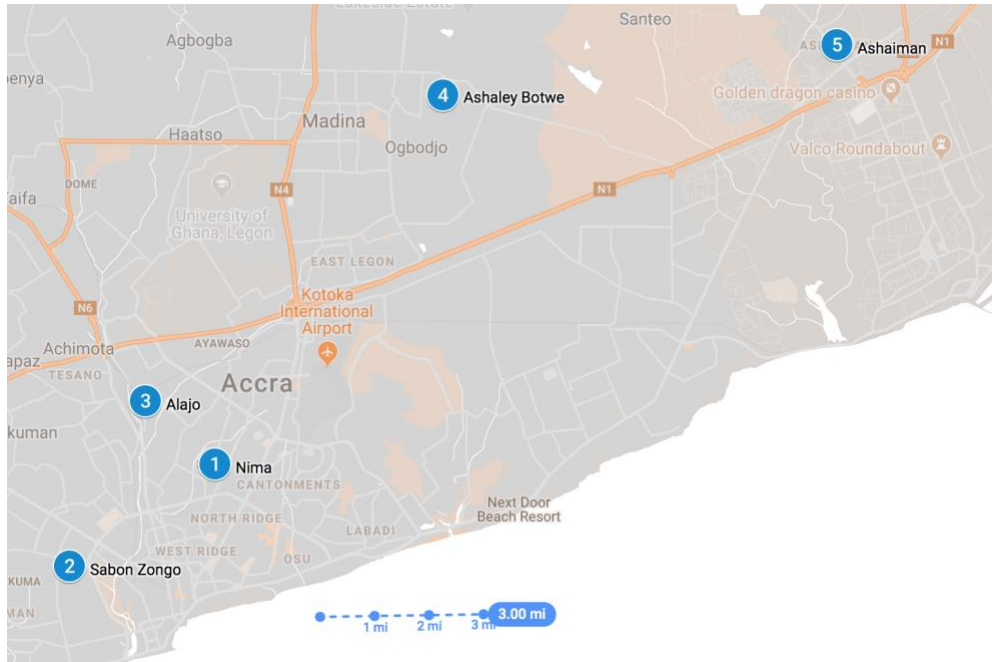 Santeo
Agbogba
5
Ashaiman
N1
4
Ashaley Botwe
Golden dragon casino
Madina
Haatso
Ogbodjo
Valco Roundabout
DOME
N4
N1
University of
Ghana, Legon
EAST LEGON
Kotoka
International
Airport
N6
AYAWASO
Achimota
TESANO
Accra
3
Alajo
1
Nima
CANTONMENTS
Next Door
Beach Resort
NORTH RIDGE
LABADI
WEST RIDGE
OSU
2
Sabon Zongo
3.00 mi
1 mi
2 mi
3 mi